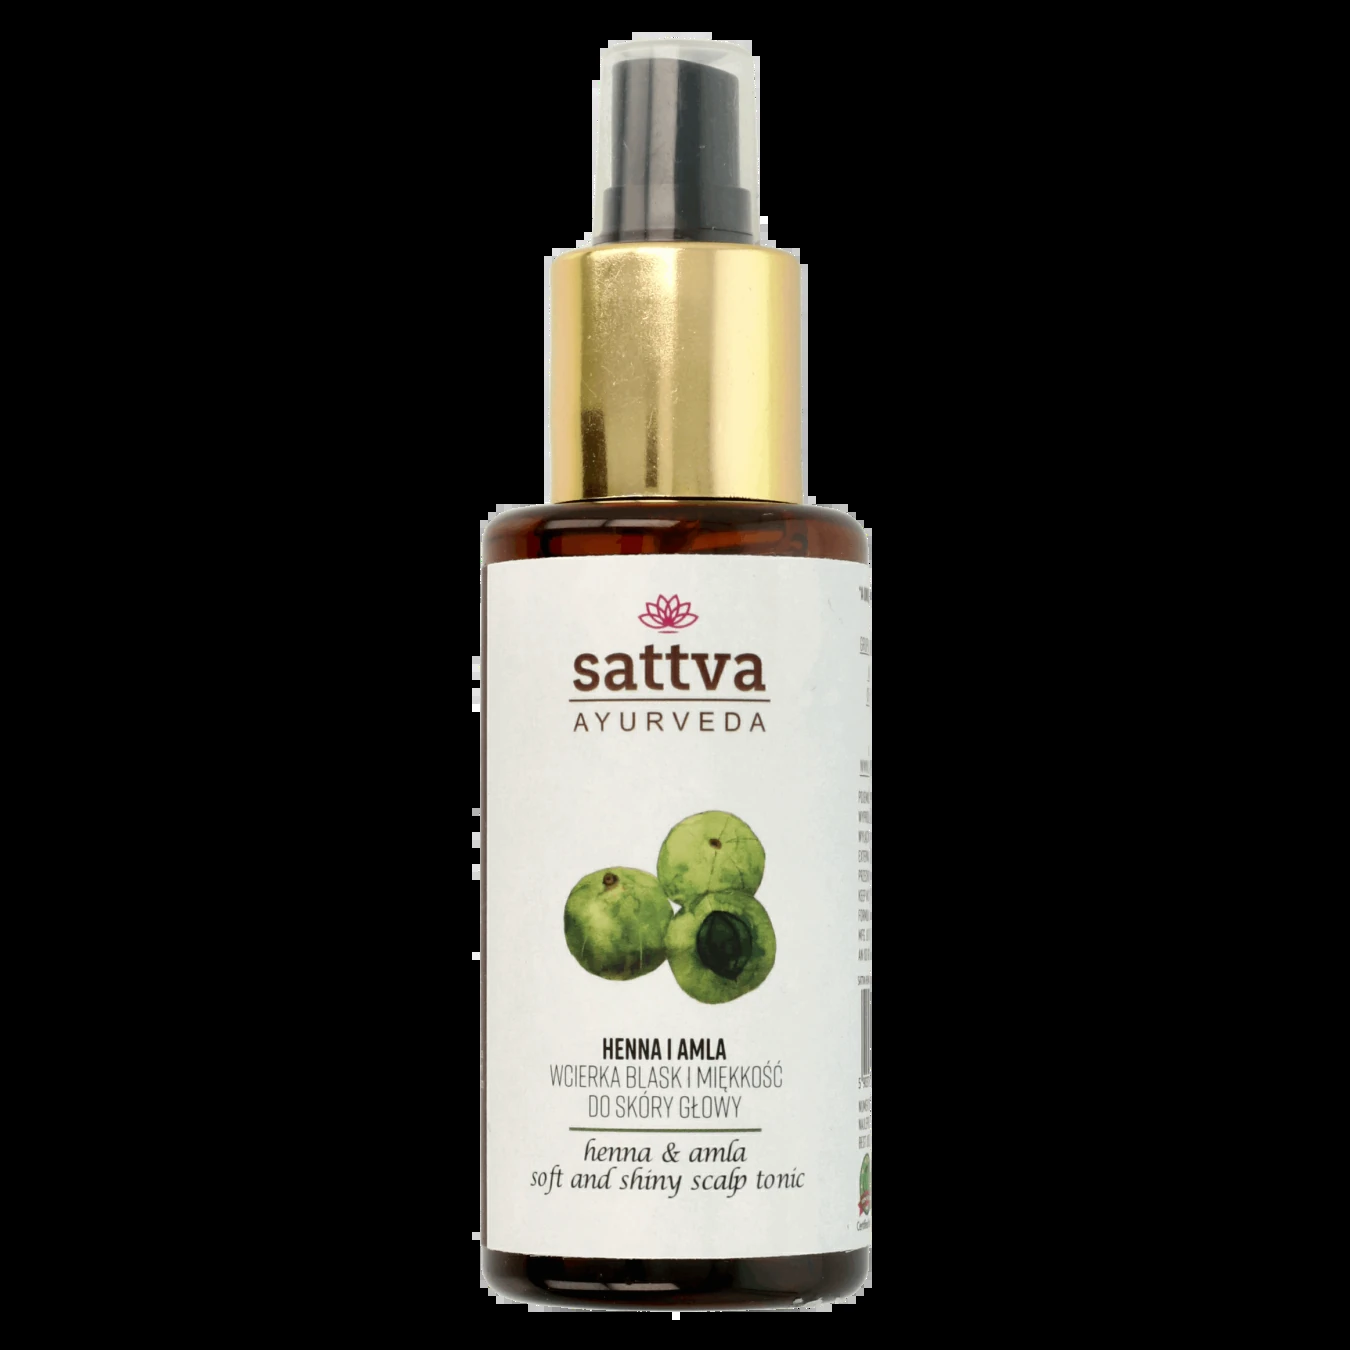 sattva
AYURVEDA
HENNA I AMLA
WCIERKA BLASK I MIĘKKOŚĆ
DO SKÓRY GŁOWY
henna & amla
soft and shiny scalp tonic